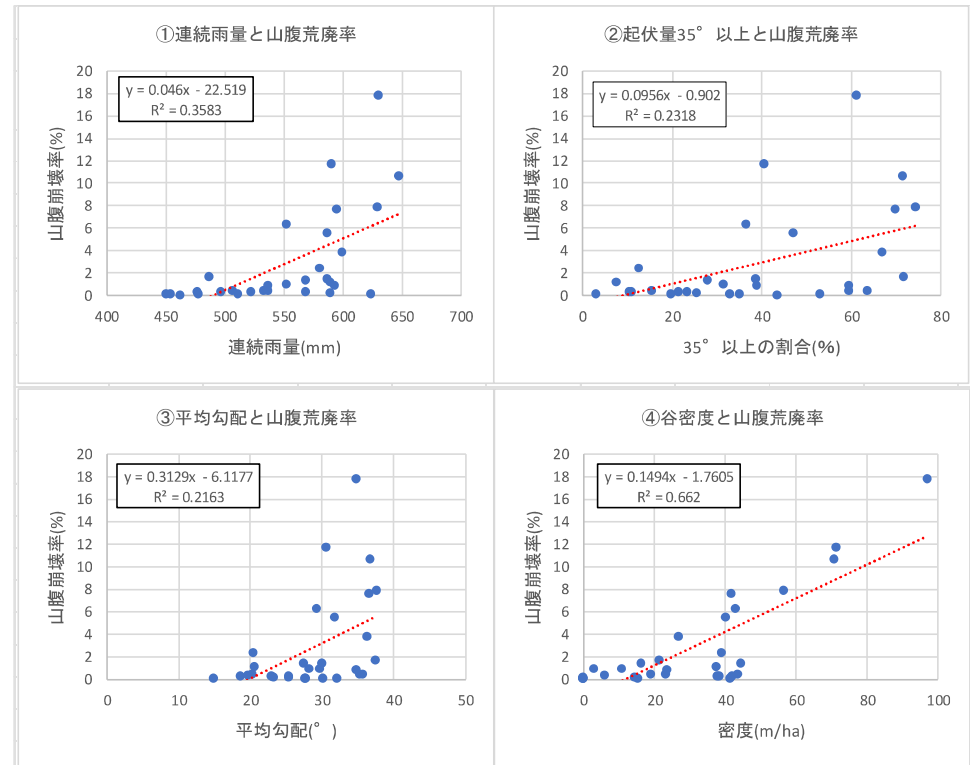 ①連続雨量と山腹荒廃率
y = 0.046x - 22.519
R² = 0.3583
山腹崩壊率(%)
20
18
16
14
12
10
8
6
4
2
0
400 450 500 550 600 650 700
連続雨量(mm)
②起伏量35°以上と山腹荒廃率
y = 0.0956x - 0.902
R² = 0.2318
山腹崩壊率(%)
20
18
16
14
12
10
8
6
4
2
0
0 20 40 60 80
35°以上の割合(%)
③平均勾配と山腹荒廃率
y = 0.3129x - 6.1177
R² = 0.2163
山腹崩壊率(%)
20
18
16
14
12
10
8
6
4
2
0
0 10 20 30 40 50
平均勾配(°)
④谷密度と山腹荒廃率
y = 0.1494x - 1.7605
R² = 0.662
山腹崩壊率(%)
20
18
16
14
12
10
8
6
4
2
0
0 20 40 60 80 100
密度(m/ha)